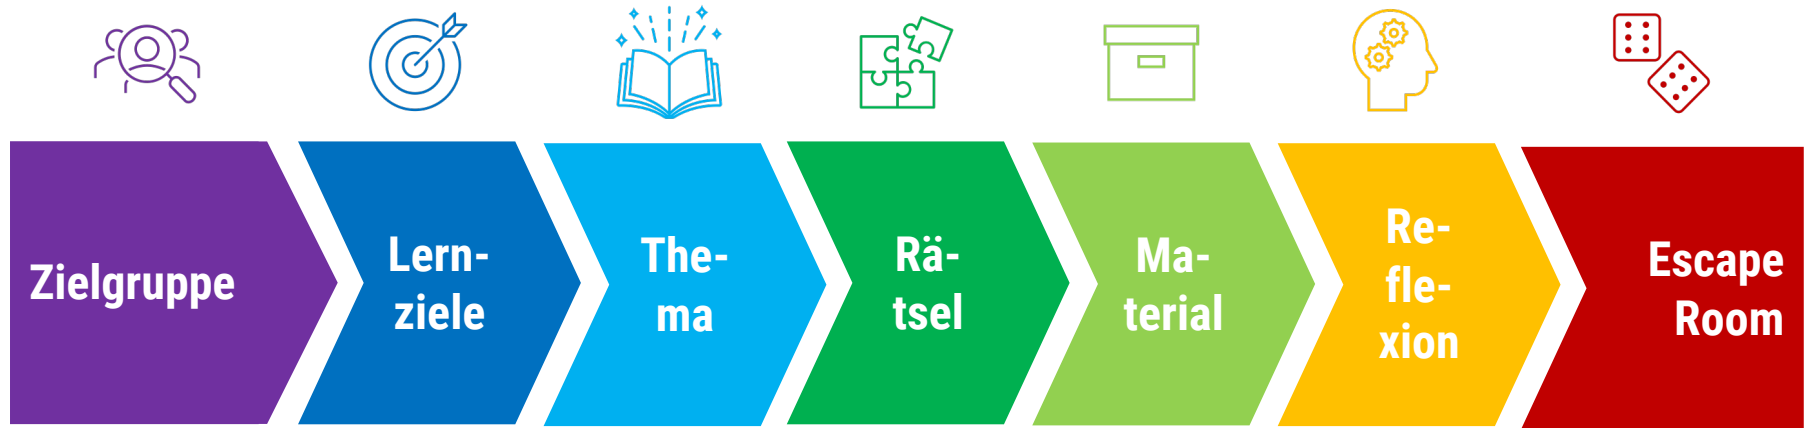 Zielgruppe
Lern-
ziele
The-
ma
Rä-
tsel
Ma-
terial
Re-
fle-
xion
Escape
Room